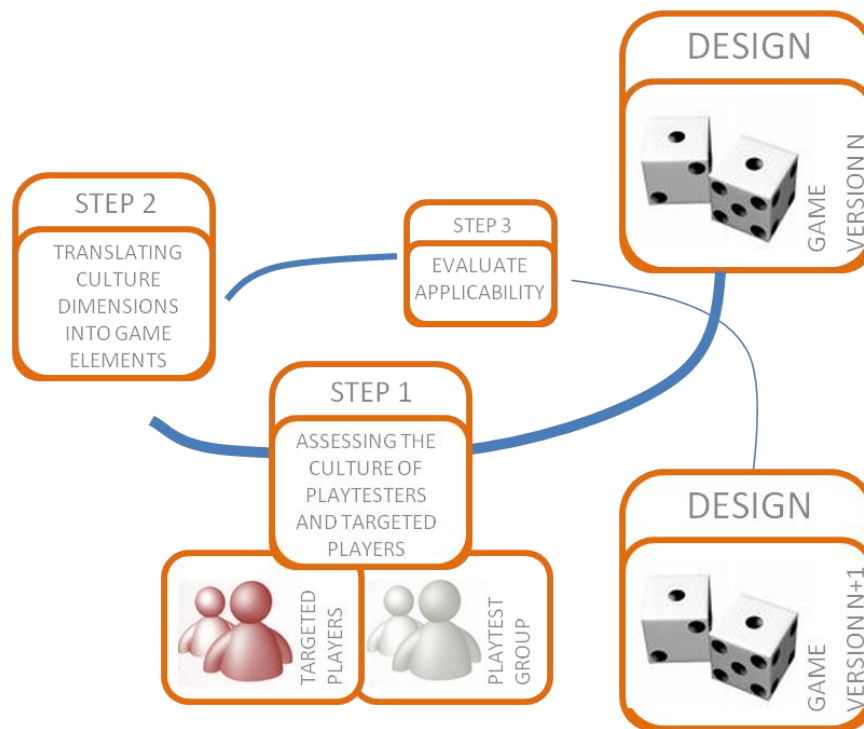 DESIGN
GAME
VERSION N
STEP 2
TRANSLATING
CULTURE
DIMENSIONS
INTO GAME
ELEMENTS
STEP 3
EVALUATE
APPLICABILITY
STEP 1
ASSESSING THE
CULTURE OF
PLAYTESTERS
AND TARGETED
PLAYERS
TARGETED
PLAYERS
PLAYTEST
GROUP
DESIGN
GAME
VERSION N+1